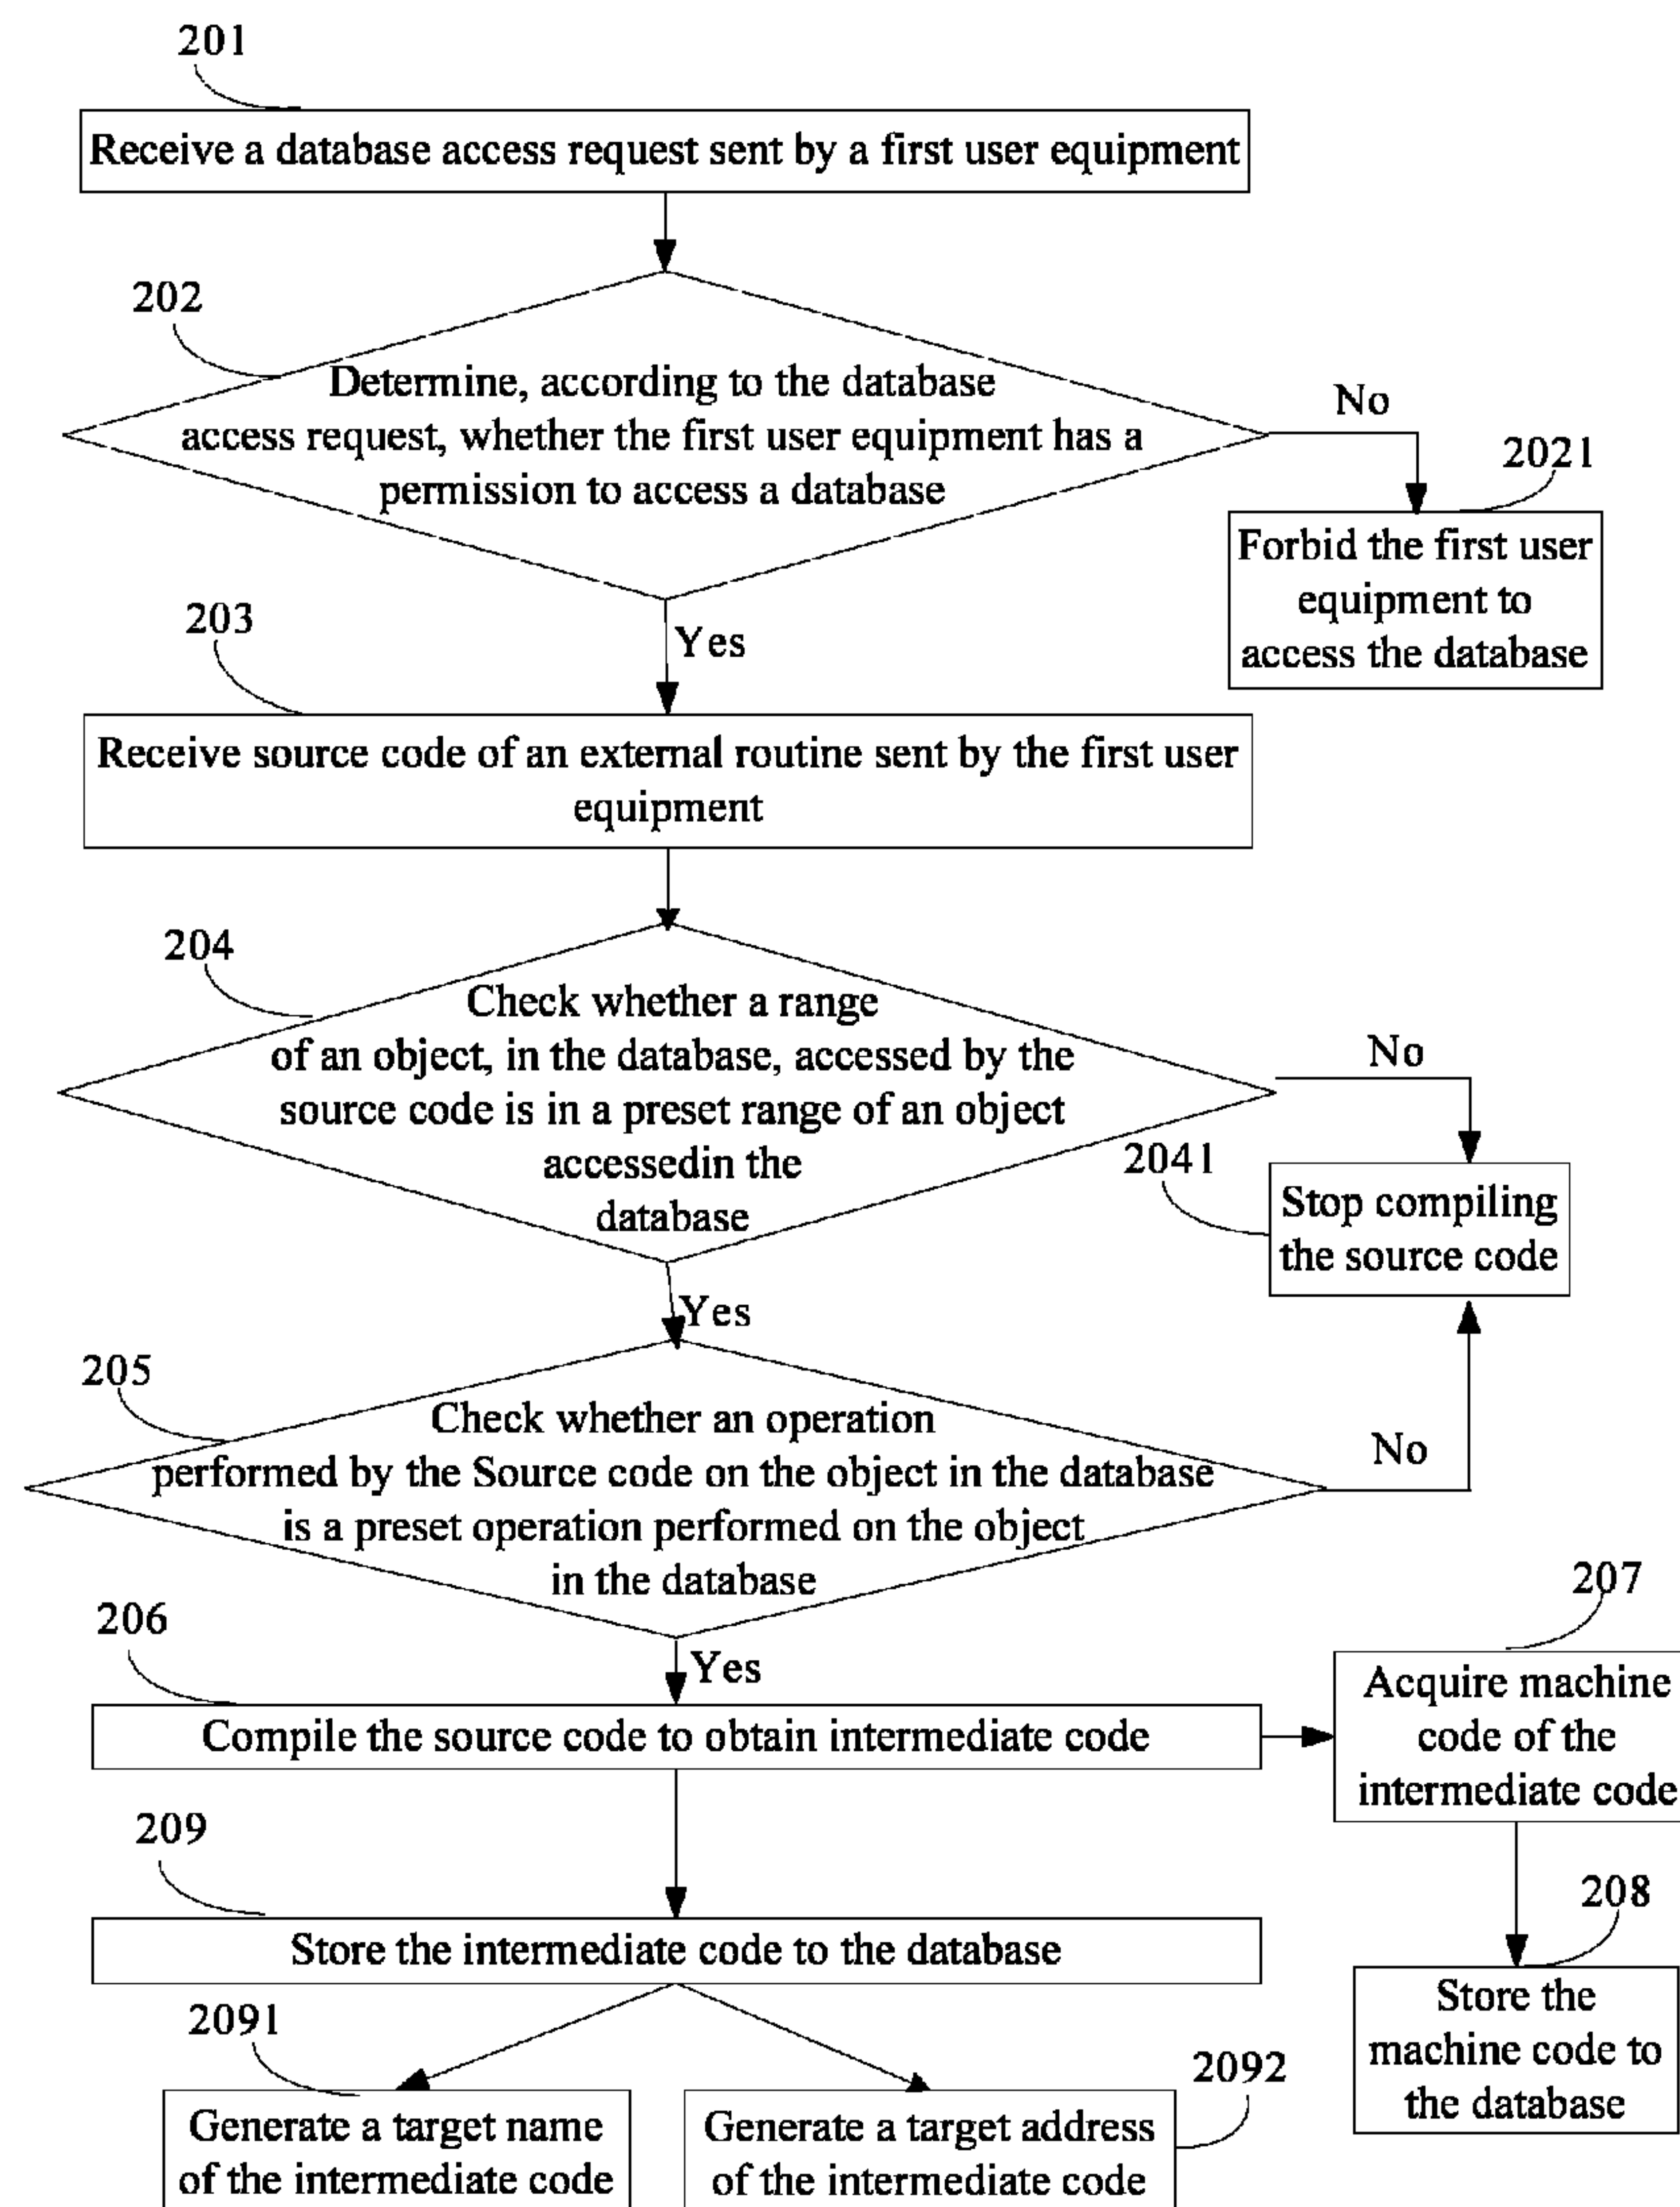 201
Receive a database access request sent by a first user equipment
202
Determine, according to the database
access request, whether the first user equipment has a
permission to access a database
No
2021
Forbid the first user
equipment to
access the database
Yes
203
Receive source code of an external routine sent by the first user
equipment
204
Check whether a range
of an object, in the database, accessed by the
source code is in a preset range of an object
accessedin the
database
No
2041
Stop compiling
the source code
Yes
205
Check whether an operation
performed by the Source code on the object in the database
is a preset operation performed on the object
in the database
No
Yes
206
Compile the source code to obtain intermediate code
207
Acquire machine
code of the
intermediate code
209
Store the intermediate code to the database
208
Store the
machine code to
the database
2091
Generate a target name
of the intermediate code
2092
Generate a target address
of the intermediate code